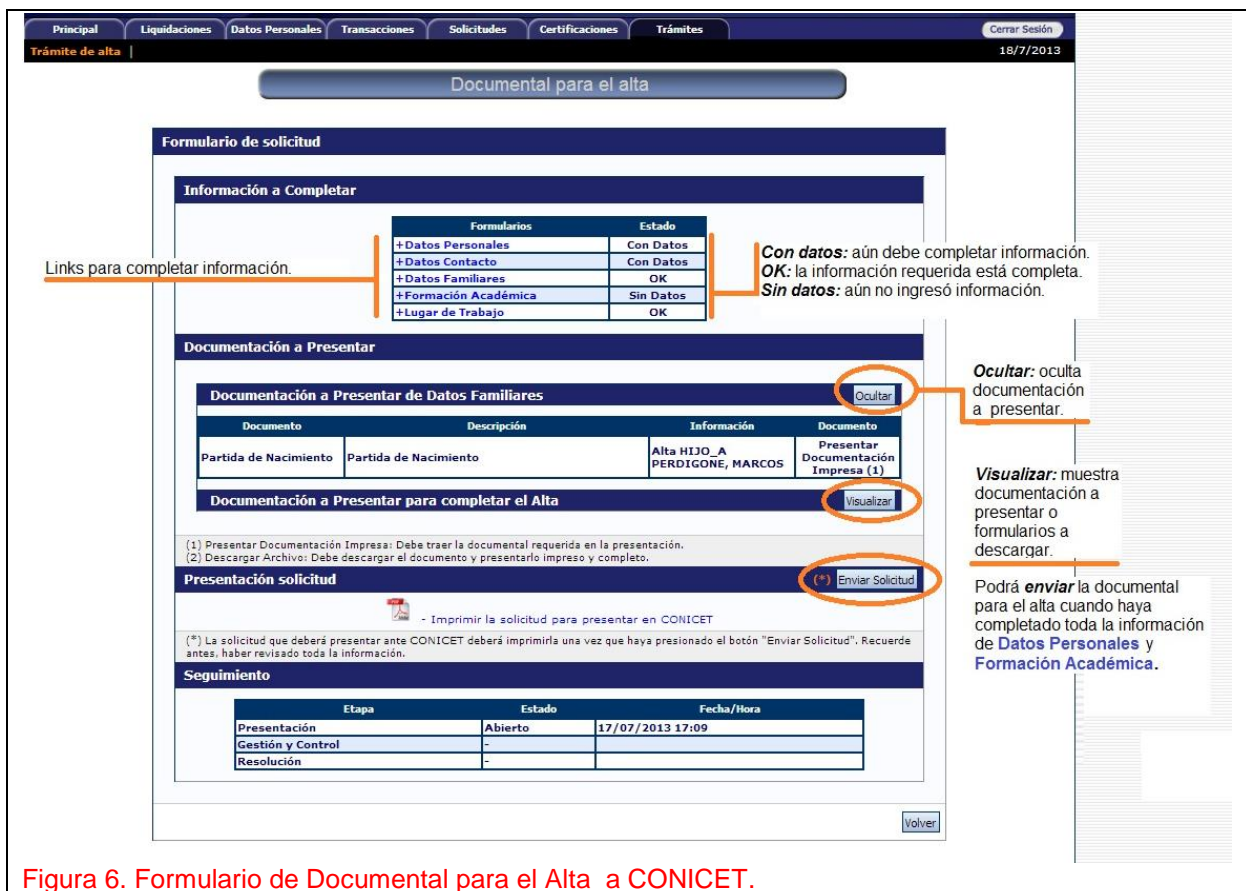 Principal Liquidaciones Datos Personales Transacciones Solicitudes Certificaciones Trámites Cerrar Sesión
Trámite de alta | 18/7/2013
Documental para el alta
Formulario de solicitud
Información a Completar
Formularios Estado
+Datos Personales Con Datos
+Datos Contacto Con Datos
+Datos Familiares OK
+Formación Académica Sin Datos
+Lugar de Trabajo OK
Links para completar información.
Con datos: aún debe completar información.
OK: la información requerida está completa.
Sin datos: aún no ingresó información.
Documentación a Presentar
Documentación a Presentar de Datos Familiares Ocultar
Documento Descripción Información Documento
Partida de Nacimiento Partida de Nacimiento Alta HIJO_A PERDIGONE, MARCOS Presentar Documentación Impresa (1)
Documentación a Presentar para completar el Alta Visualizar
Ocultar: oculta
documentación
a presentar.
Visualizar: muestra
documentación a
presentar o
formularios a
descargar.
(1) Presentar Documentación Impresa: Debe traer la documental requerida en la presentación.
(2) Descargar Archivo: Debe descargar el documento y presentarlo impreso y completo.
Presentación solicitud (*) Enviar Solicitud
- Imprimir la solicitud para presentar en CONICET
(*) La solicitud que deberá presentar ante CONICET deberá imprimirla una vez que haya presionado el botón "Enviar Solicitud". Recuerde
antes, haber revisado toda la información.
Podrá enviar la documental
para el alta cuando haya
completado toda la información
de Datos Personales y
Formación Académica.
Seguimiento
Etapa Estado Fecha/Hora
Presentación Abierto 17/07/2013 17:09
Gestión y Control -
Resolución -
Volver
Figura 6. Formulario de Documental para el Alta a CONICET.